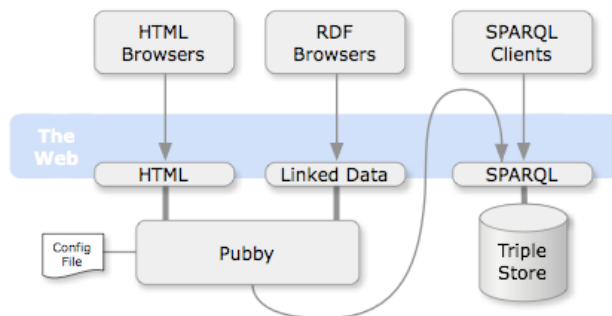 HTML
Browsers
RDF
Browsers
SPARQL
Clients
The
Web
HTML
Linked Data
SPARQL
Config
File
Pubby
Triple
Store